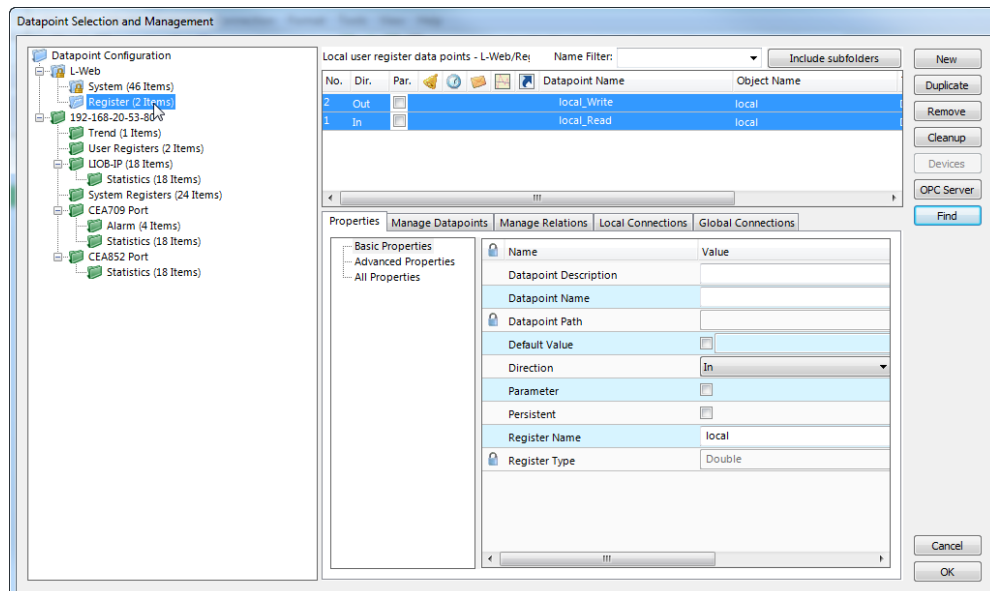 Datapoint Selection and Management
Datapoint Configuration
L-Web
System (46 Items)
Register (2 Items)
192-168-20-53-80
Trend (1 Items)
User Registers (2 Items)
LIOB-IP (18 Items)
Statistics (18 Items)
System Registers (24 Items)
CEA709 Port
Alarm (4 Items)
Statistics (18 Items)
CEA852 Port
Statistics (18 Items)
Local user register data points - L-Web/Reg Name Filter: Include subfolders
No. Dir. Par. Datapoint Name Object Name
2 Out local_Write local
1 In local_Read local
Properties Manage Datapoints Manage Relations Local Connections Global Connections
Basic Properties
Advanced Properties
All Properties
Name Value
Datapoint Description
Datapoint Name
Datapoint Path
Default Value
Direction In
Parameter
Persistent
Register Name local
Register Type Double
New
Duplicate
Remove
Cleanup
Devices
OPC Server
Find
Cancel
OK